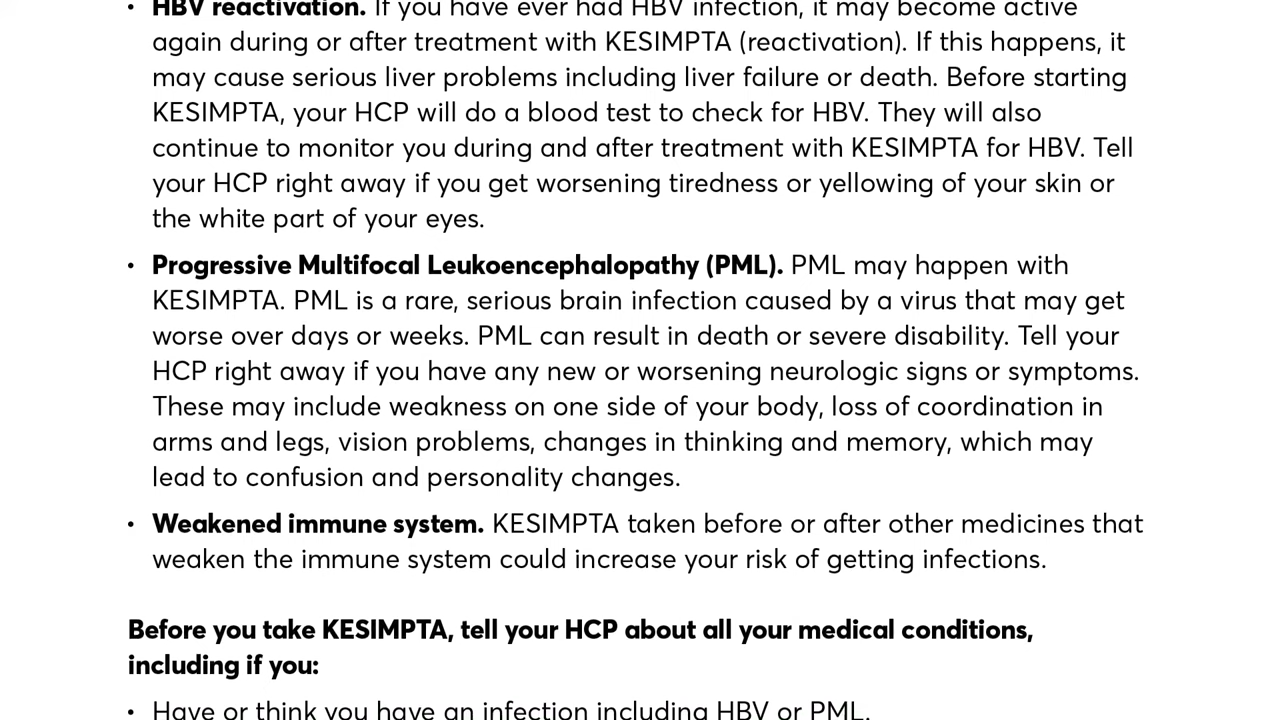 • HBV reactivation. If you have ever had HBV infection, it may become active
again during or after treatment with KESIMPTA (reactivation). If this happens, it
may cause serious liver problems including liver failure or death. Before starting
KESIMPTA, your HCP will do a blood test to check for HBV. They will also
continue to monitor you during and after treatment with KESIMPTA for HBV. Tell
your HCP right away if you get worsening tiredness or yellowing of your skin or
the white part of your eyes.
• Progressive Multifocal Leukoencephalopathy (PML). PML may happen with
KESIMPTA. PML is a rare, serious brain infection caused by a virus that may get
worse over days or weeks. PML can result in death or severe disability. Tell your
HCP right away if you have any new or worsening neurologic signs or symptoms.
These may include weakness on one side of your body, loss of coordination in
arms and legs, vision problems, changes in thinking and memory, which may
lead to confusion and personality changes.
• Weakened immune system. KESIMPTA taken before or after other medicines that
weaken the immune system could increase your risk of getting infections.
Before you take KESIMPTA, tell your HCP about all your medical conditions,
including if you:
• Have or think you have an infection including HBV or PML.